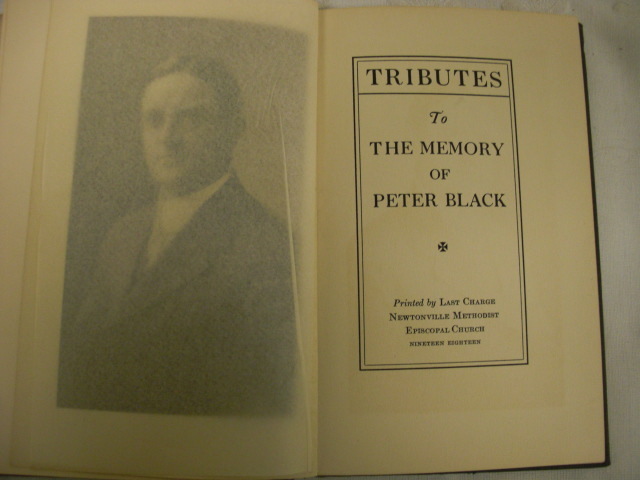 TRIBUTES
To
THE MEMORY
OF
PETER BLACK
Printed by LAST CHARGE
NEWTONVILLE METHODIST
EPISCOPAL CHURCH
NINETEEN EIGHTEEN